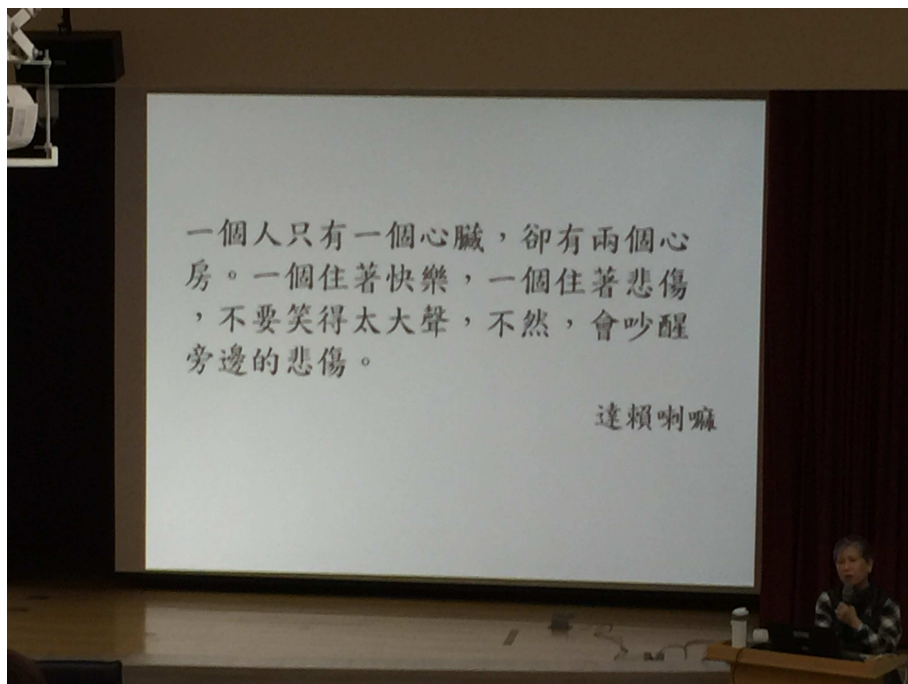 一個人只有一個心臟，卻有兩個心
房。一個住著快樂，一個住著悲傷
，不要笑得太大聲，不然，會吵醒
旁邊的悲傷。
達賴喇嘛